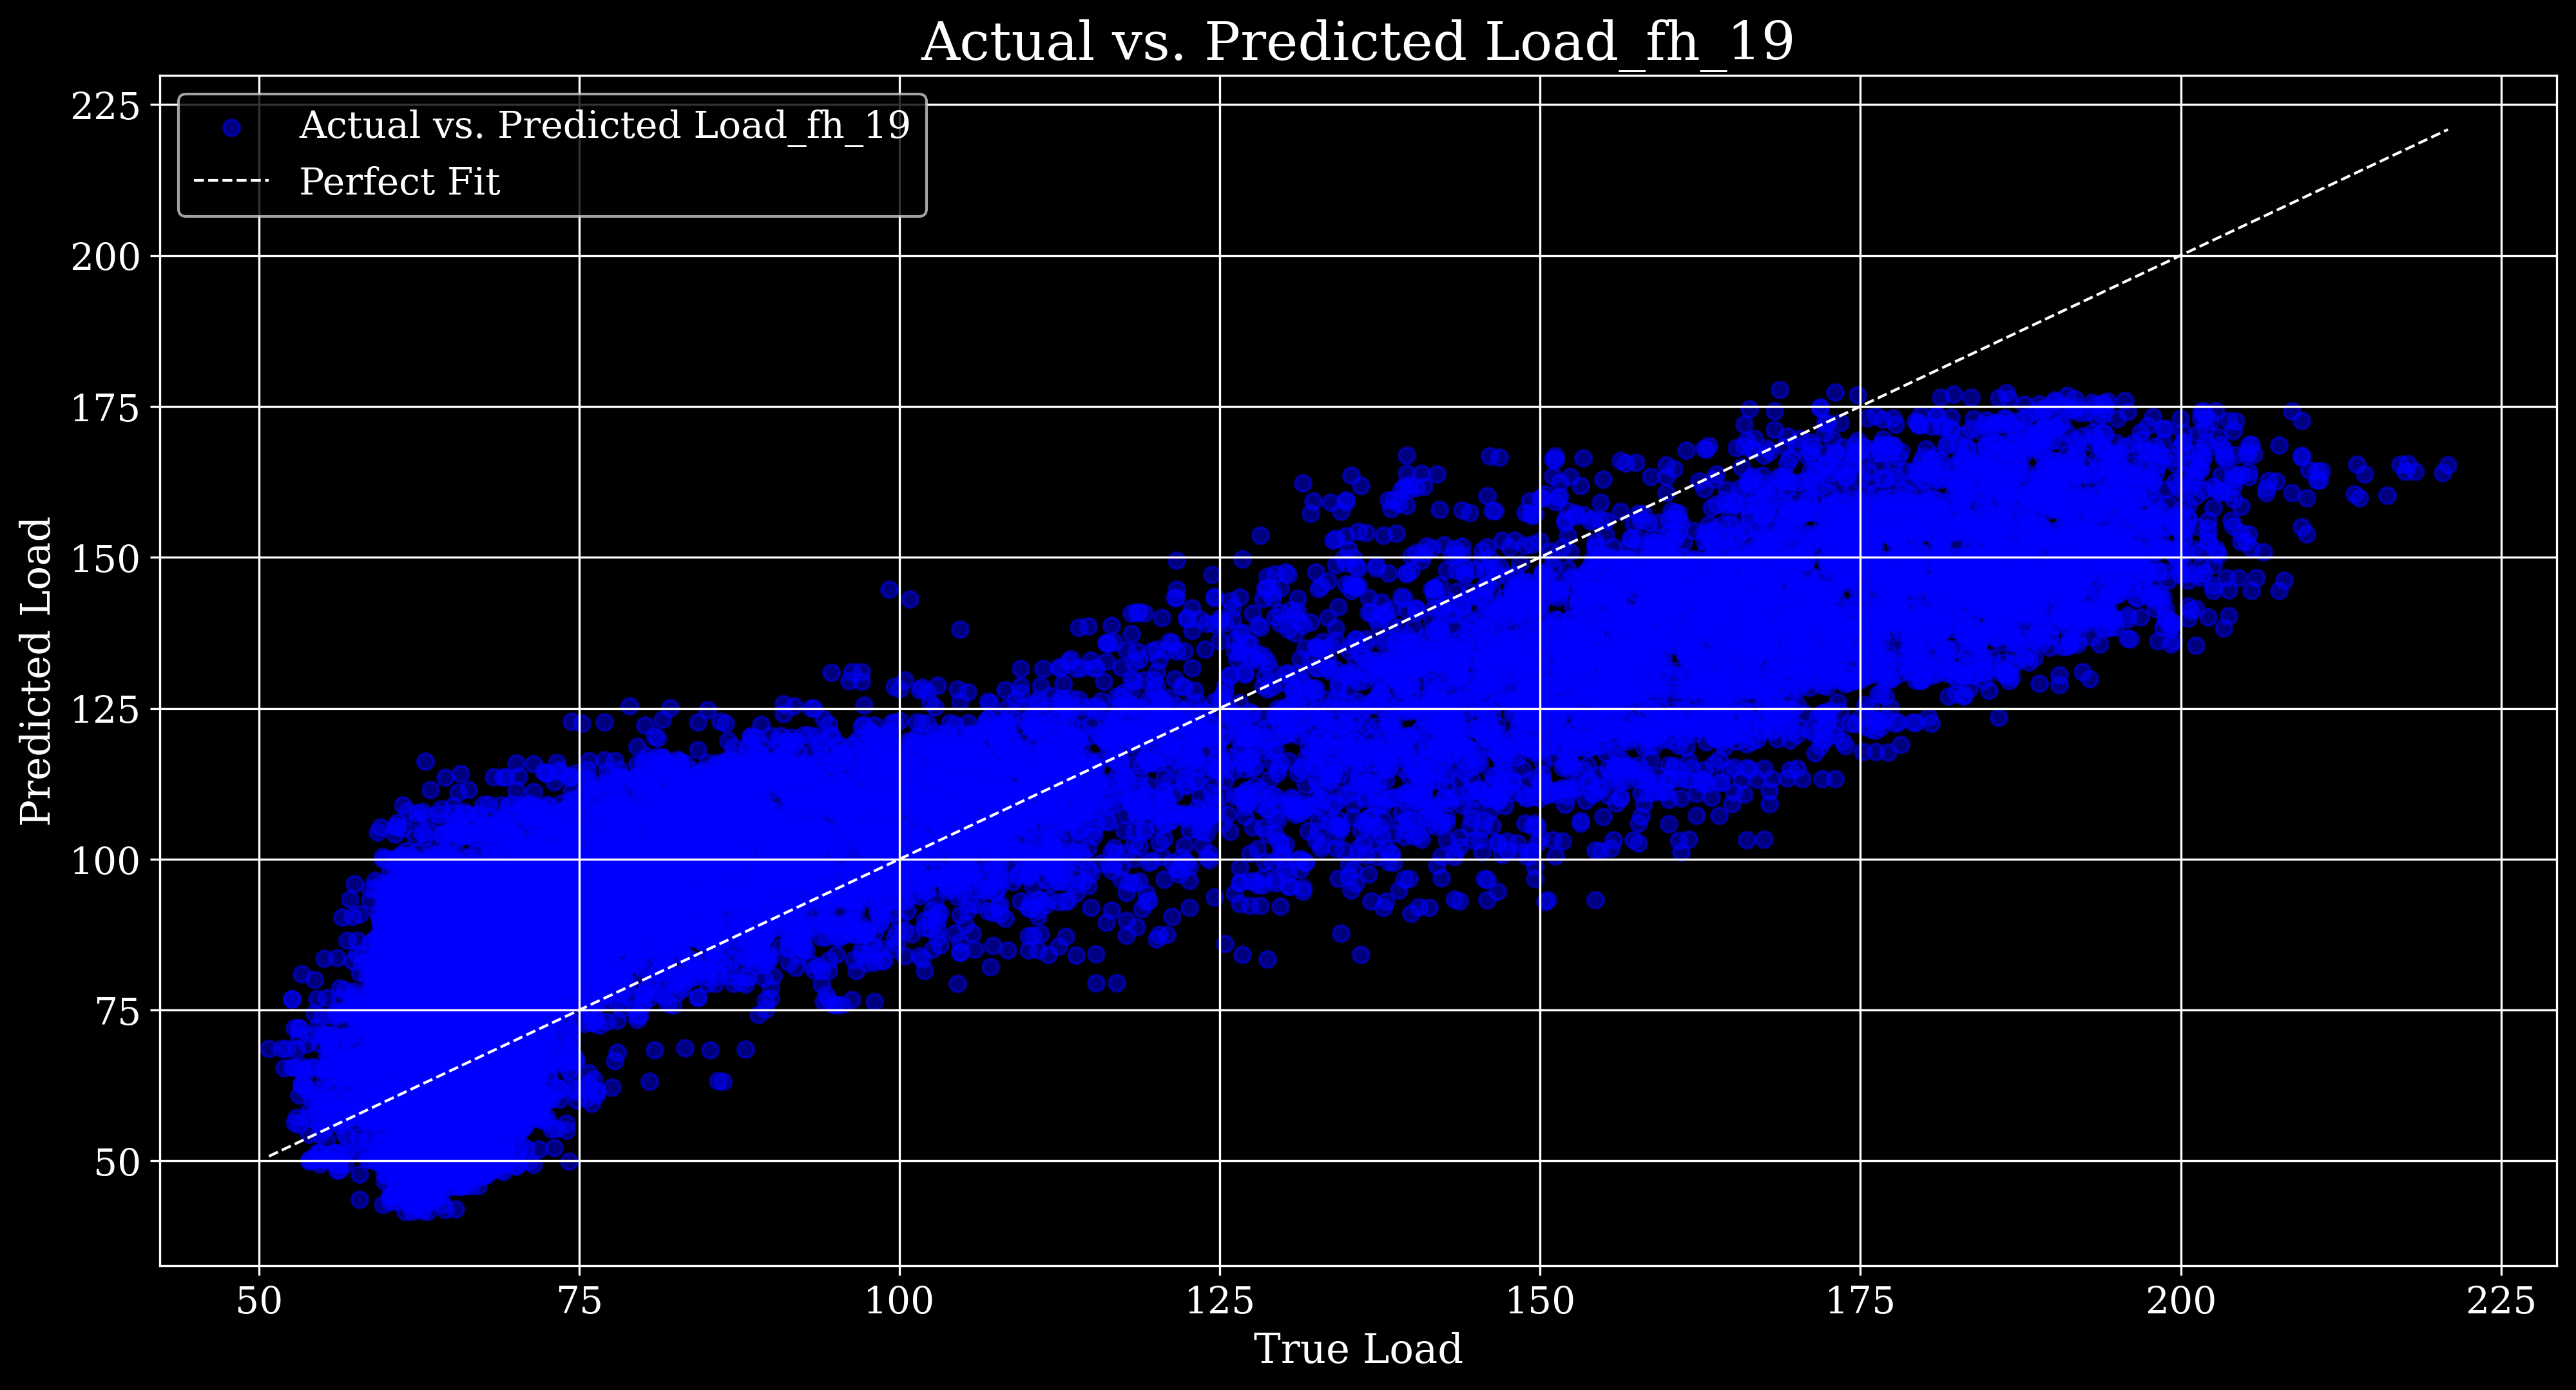 Actual vs. Predicted Load_fh_19
Actual vs. Predicted Load_fh_19
Perfect Fit
Predicted Load
225
200
175
150
125
100
75
50
50 75 100 125 150 175 200 225
True Load